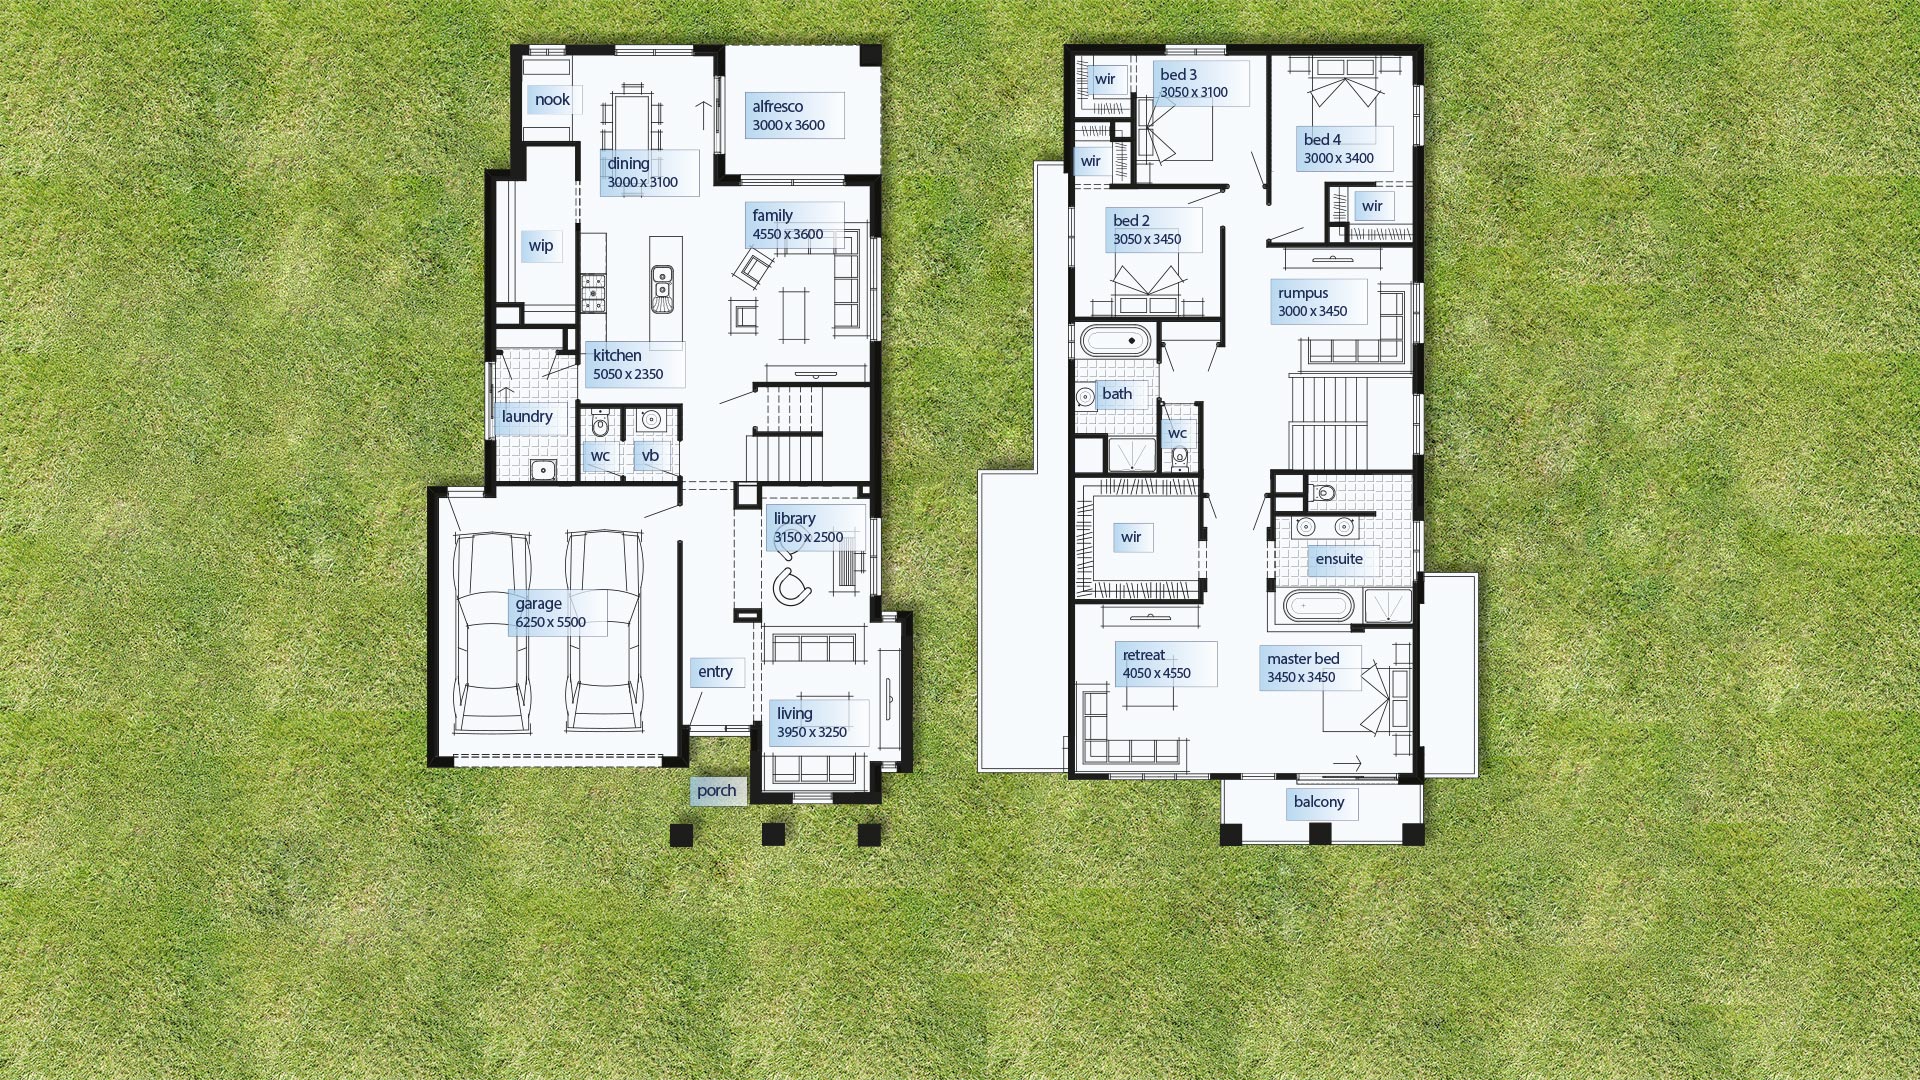 nook
alfresco
3000 x 3600
dining
3000 x 3100
family
4550 x 3600
wip
kitchen
5050 x 2350
laundry
wc
vb
library
3150 x 2500
garage
6250 x 5500
entry
living
3950 x 3250
porch
wir
bed 3
3050 x 3100
bed 4
3000 x 3400
wir
wir
bed 2
3050 x 3450
rumpus
3000 x 3450
bath
wc
wir
ensuite
retreat
4050 x 4550
master bed
3450 x 3450
balcony